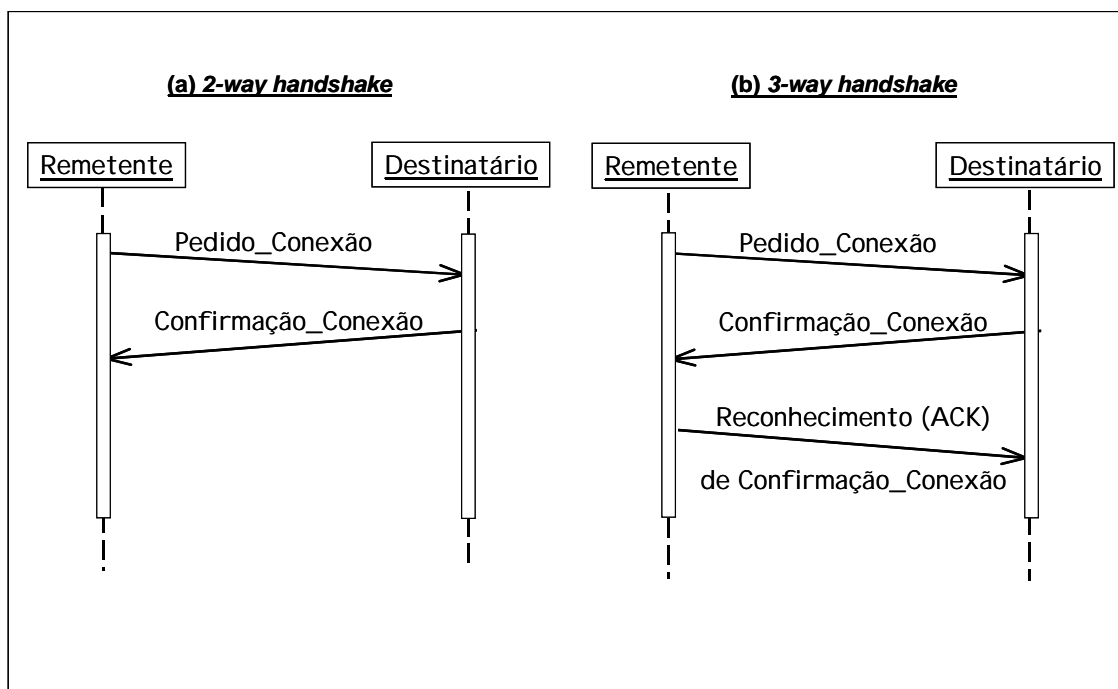 (a) 2-way handshake
Remetente
Destinatário
Pedido_Conexão
Confirmação_Conexão
(b) 3-way handshake
Remetente
Destinatário
Pedido_Conexão
Confirmação_Conexão
Reconhecimento (ACK)
de Confirmação_Conexão